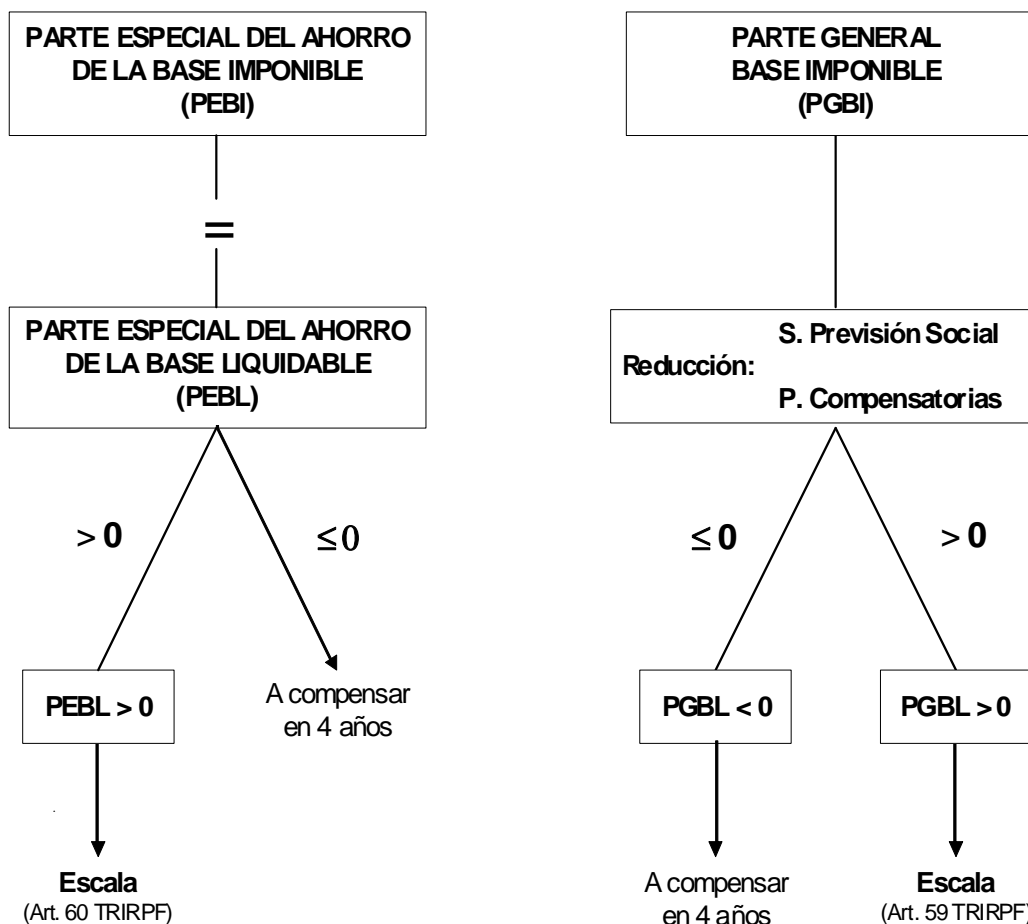 PARTE ESPECIAL DEL AHORRO
DE LA BASE IMPONIBLE
(PEBI)
=
PARTE ESPECIAL DEL AHORRO
DE LA BASE LIQUIDABLE
(PEBL)
> 0
≤ 0
PEBL > 0
A compensar
en 4 años
Escala
(Art. 60 TRIRPF)
PARTE GENERAL
BASE IMPONIBLE
(PGBI)
S. Previsión Social
Reducción:
P. Compensatorias
≤ 0
> 0
PGBL < 0
PGBL > 0
A compensar
en 4 años
Escala
(Art. 59 TRIRPF)